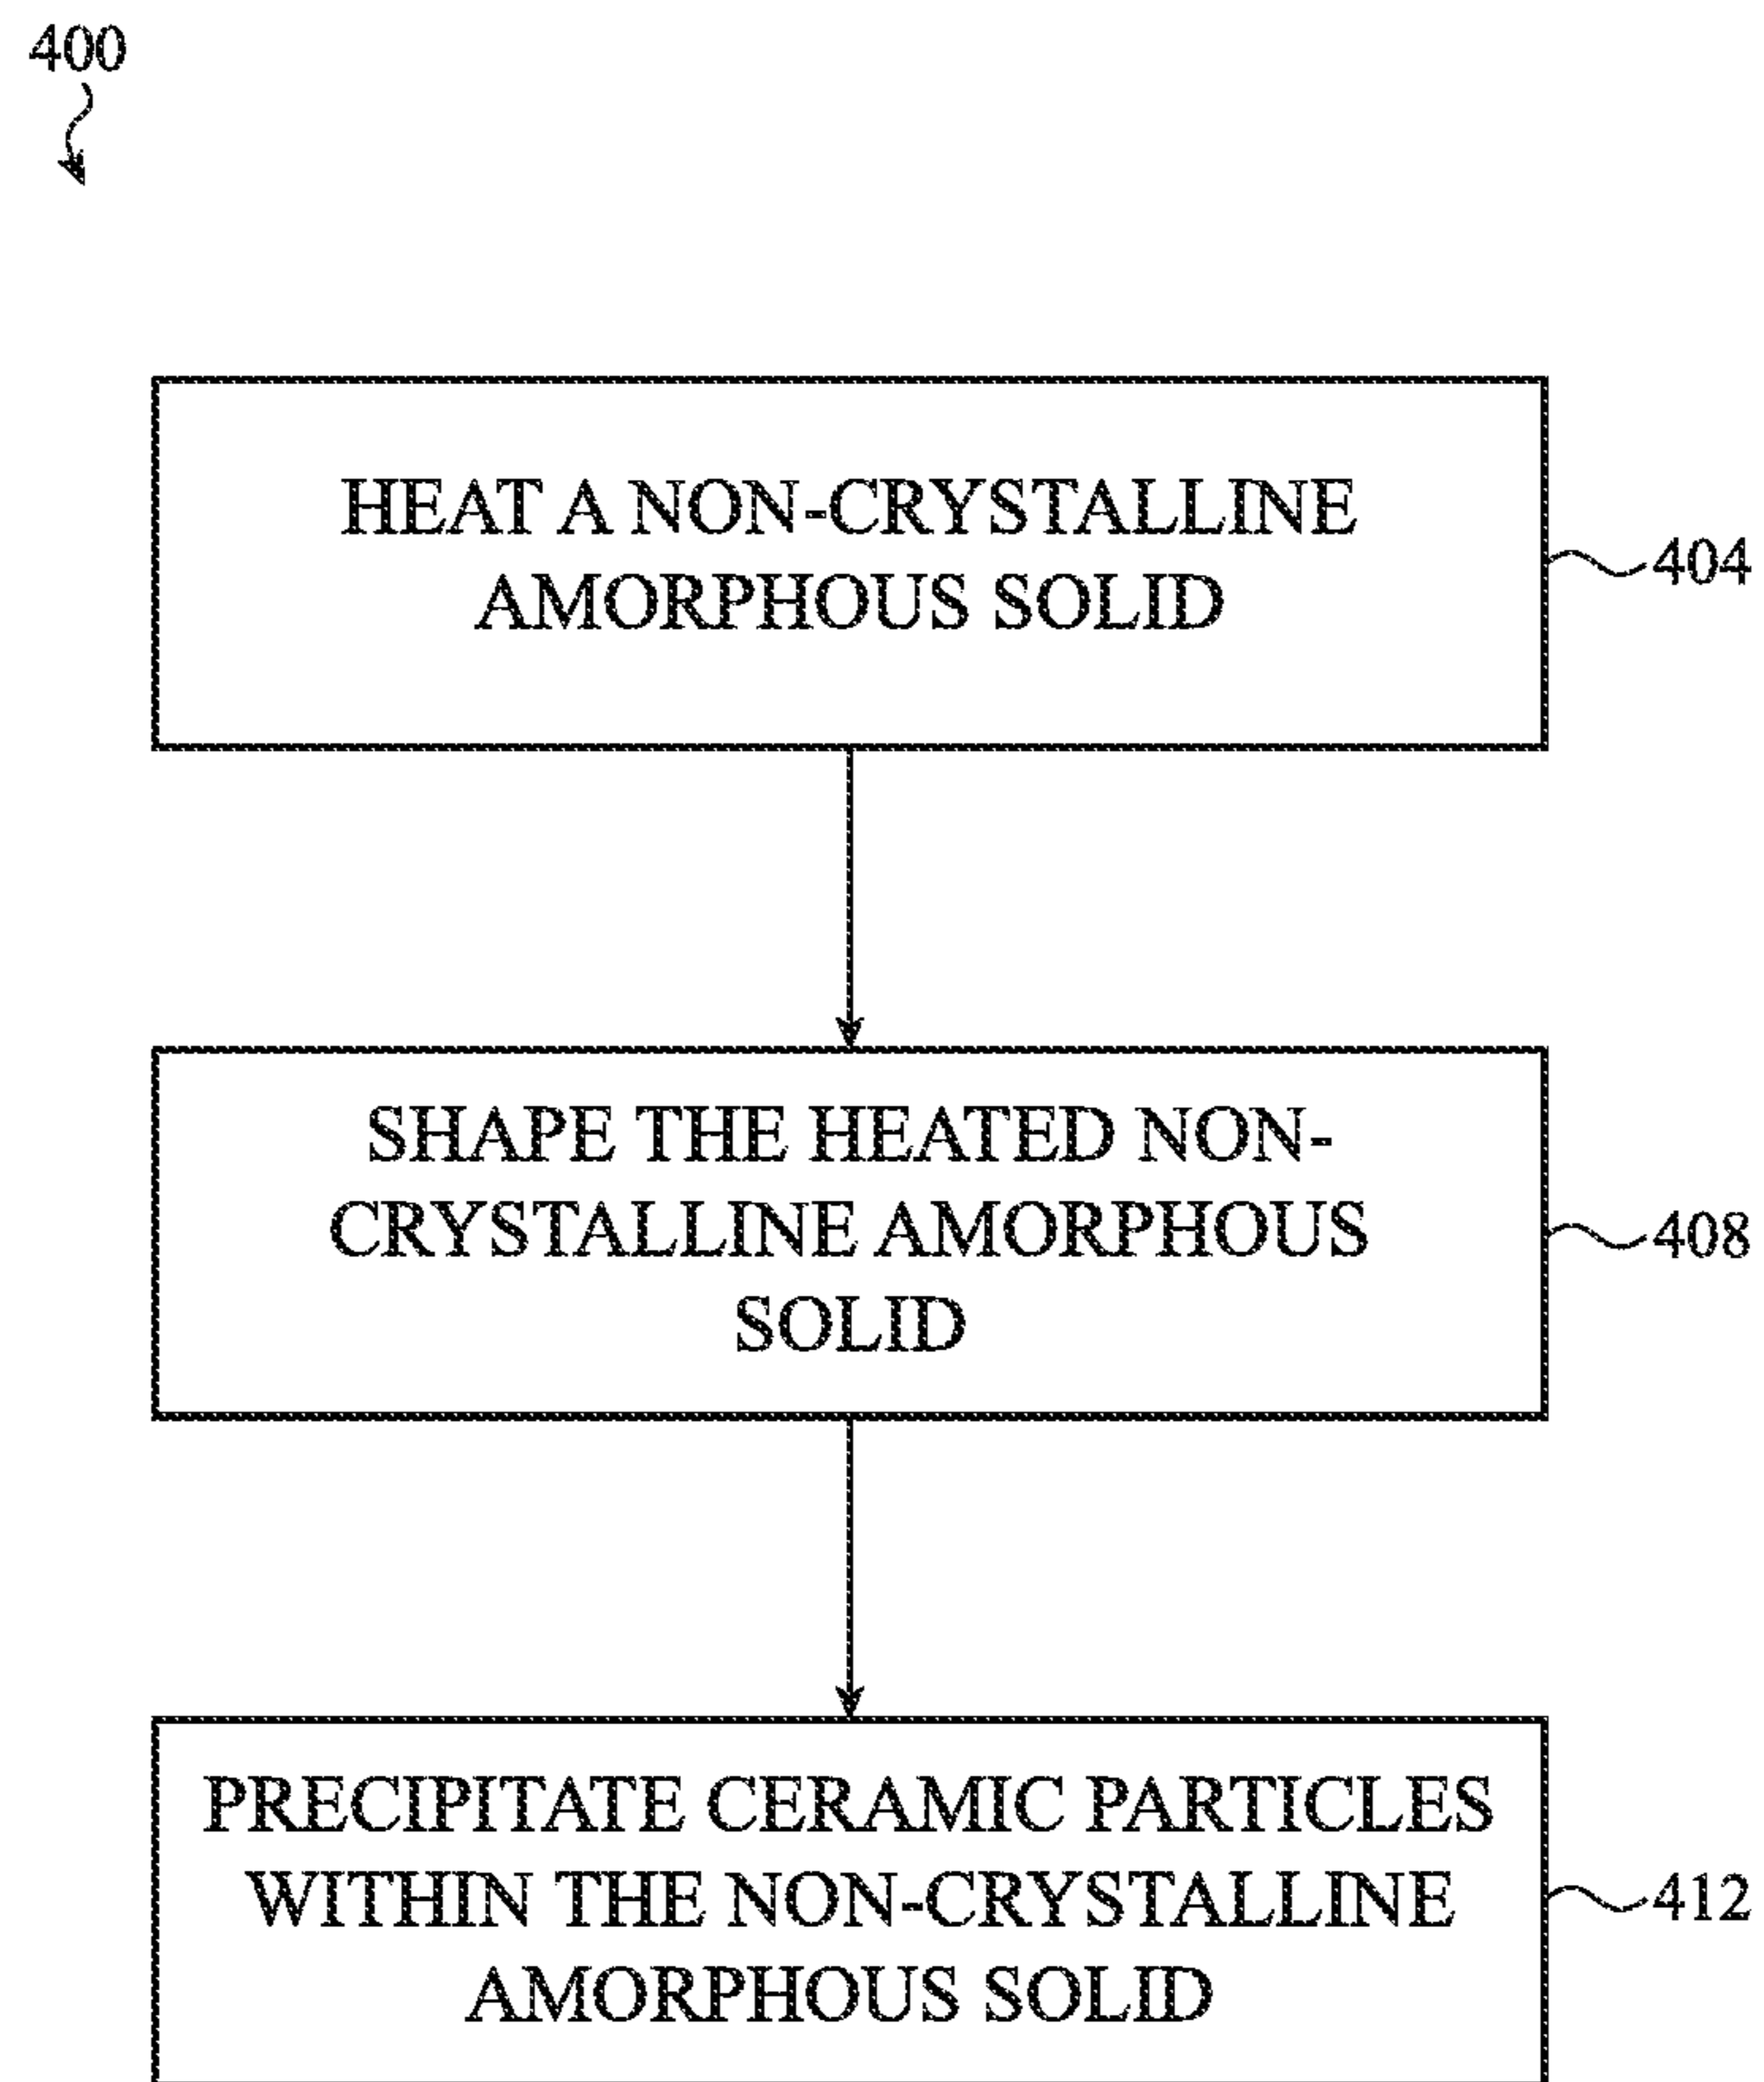 400
HEAT A NON-CRYSTALLINE
AMORPHOUS SOLID
404
SHAPE THE HEATED NON-
CRYSTALLINE AMORPHOUS
SOLID
408
PRECIPITATE CERAMIC PARTICLES
WITHIN THE NON-CRYSTALLINE
AMORPHOUS SOLID
412